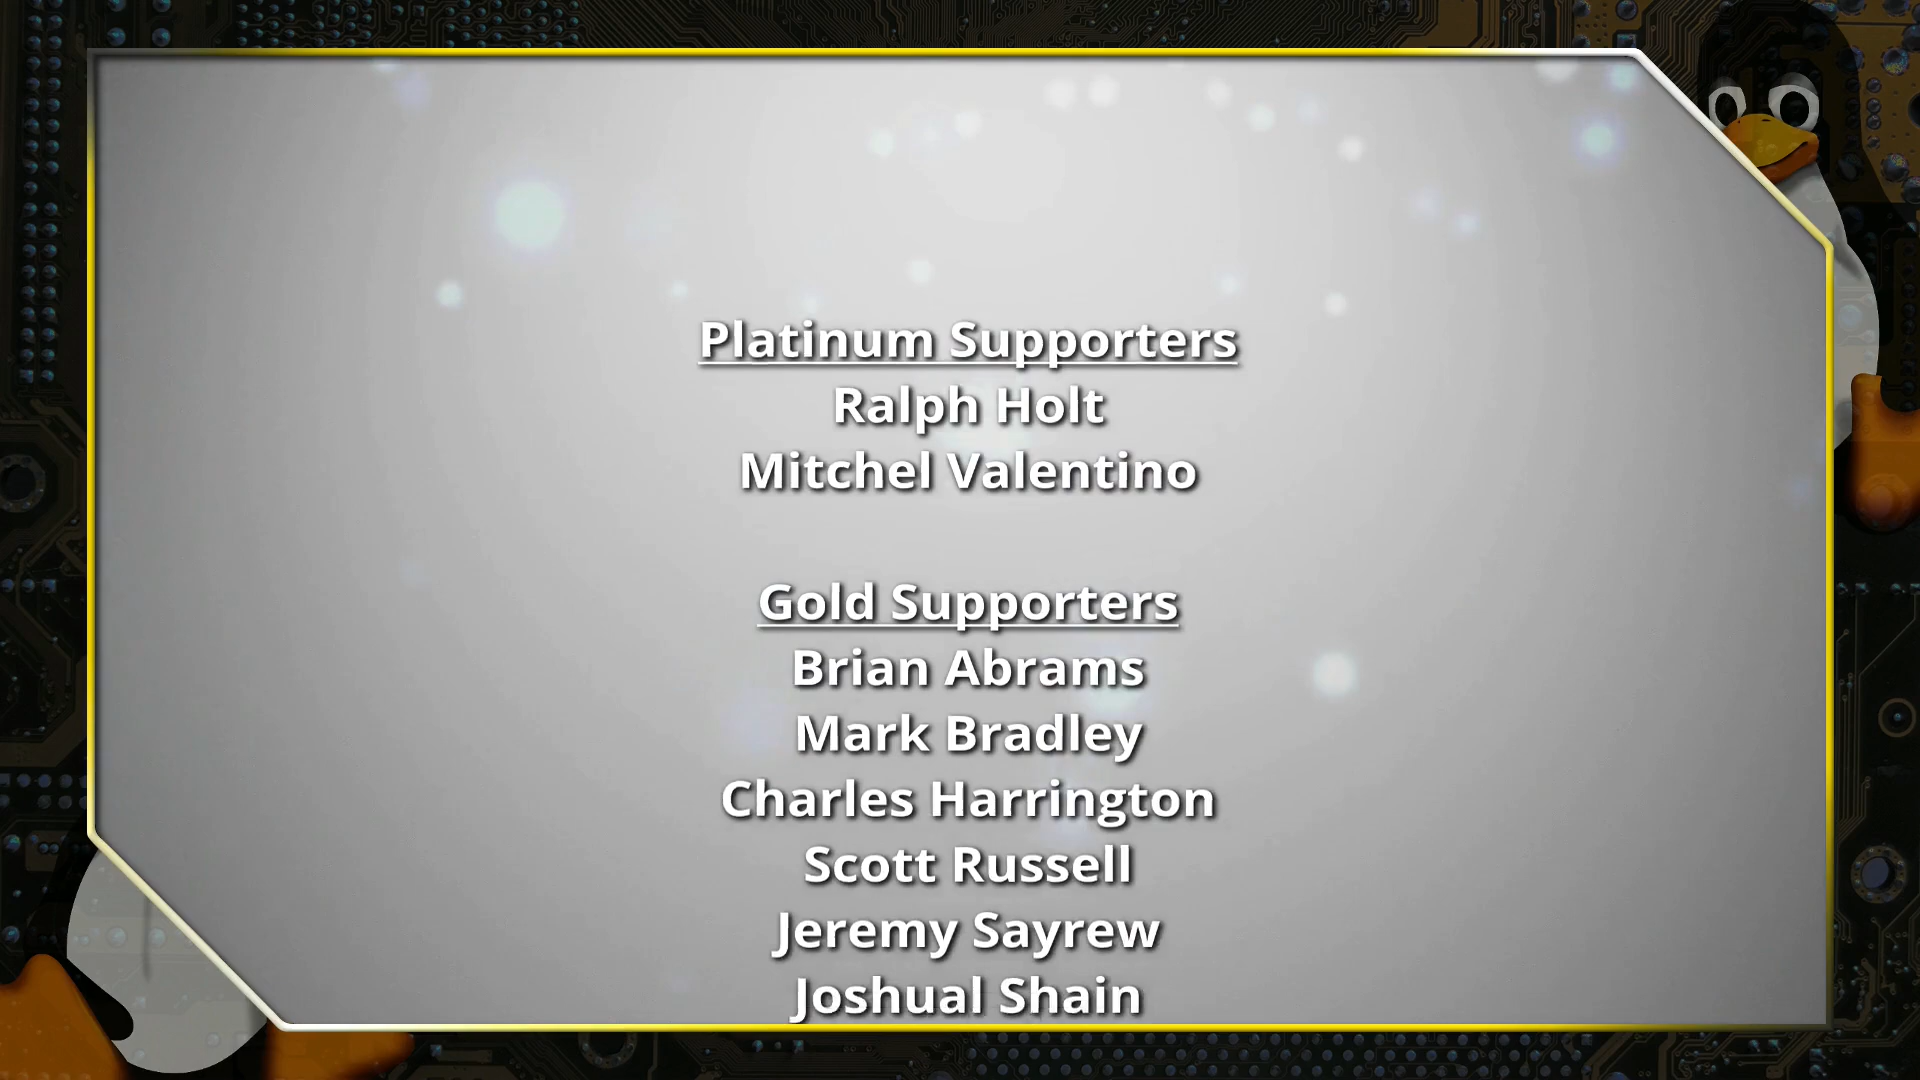 Platinum Supporters
Ralph Holt
Mitchel Valentino
Gold Supporters
Brian Abrams
Mark Bradley
Charles Harrington
Scott Russell
Jeremy Sayrew
Joshual Shain